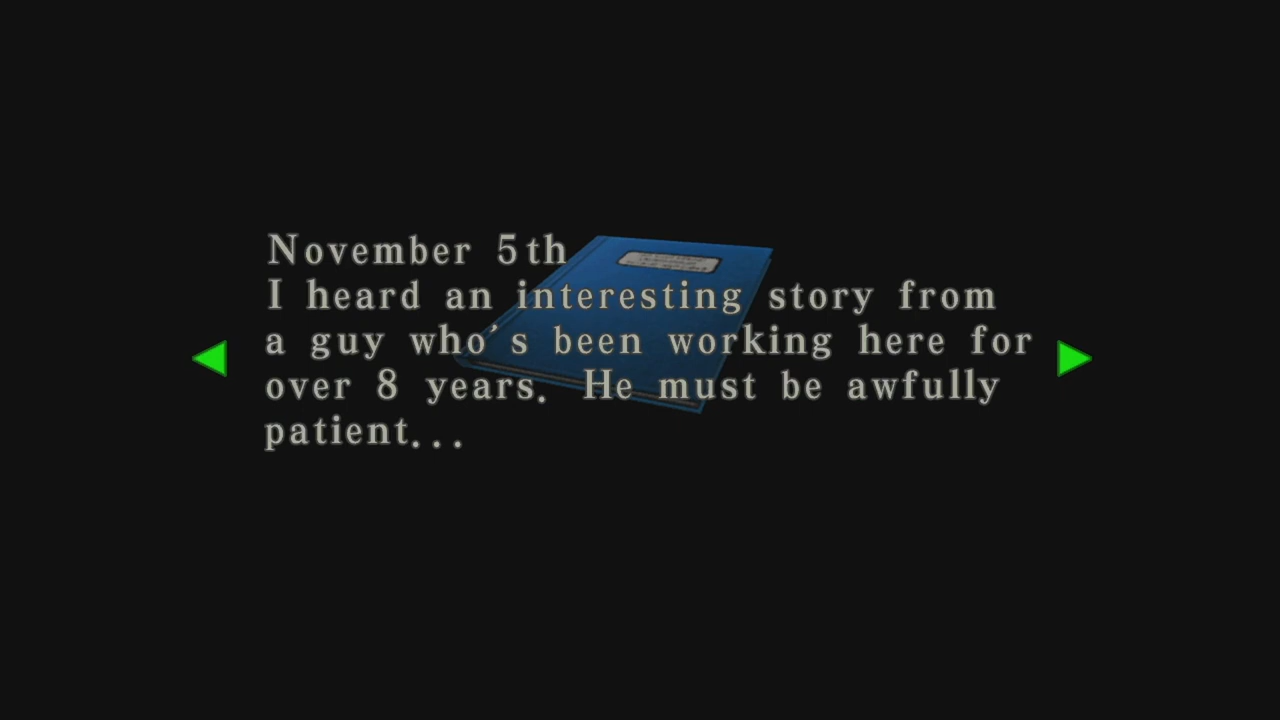 November 5th
I heard an interesting story from
a guy who's been working here for
over 8 years. He must be awfully
patient...